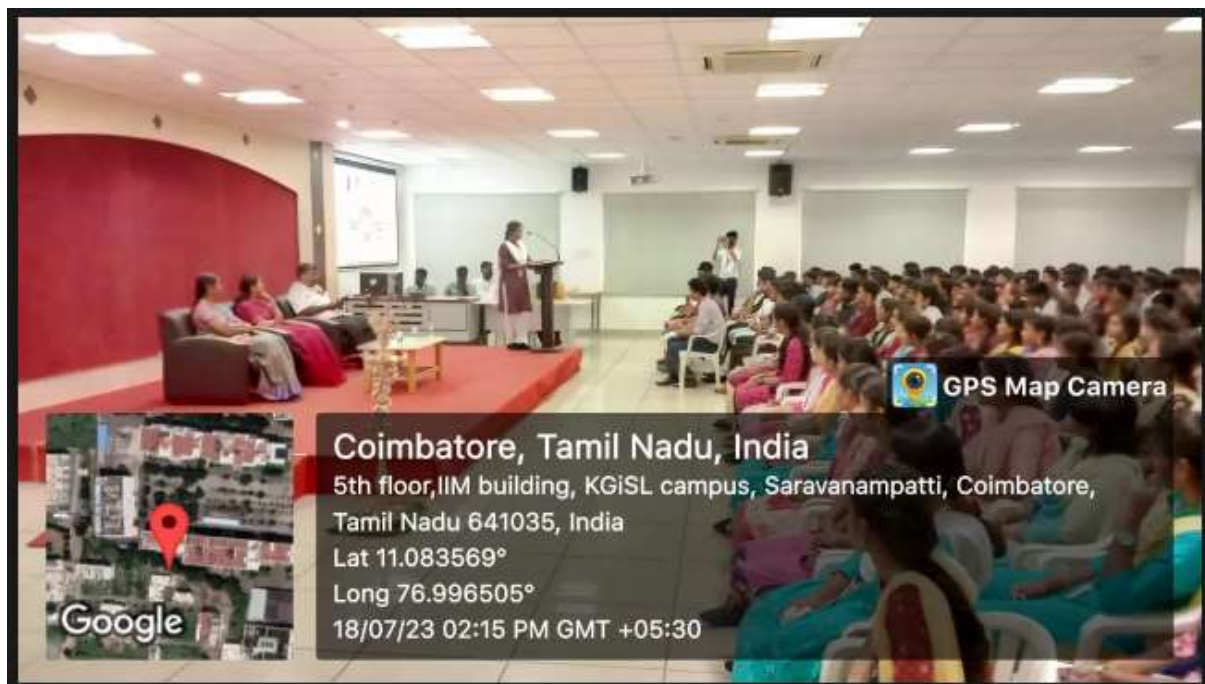 GPS Map Camera
Coimbatore, Tamil Nadu, India
5th floor,IIM building, KGiSL campus, Saravanampatti, Coimbatore,
Tamil Nadu 641035, India
Lat 11.083569°
Long 76.996505°
18/07/23 02:15 PM GMT +05:30
Google